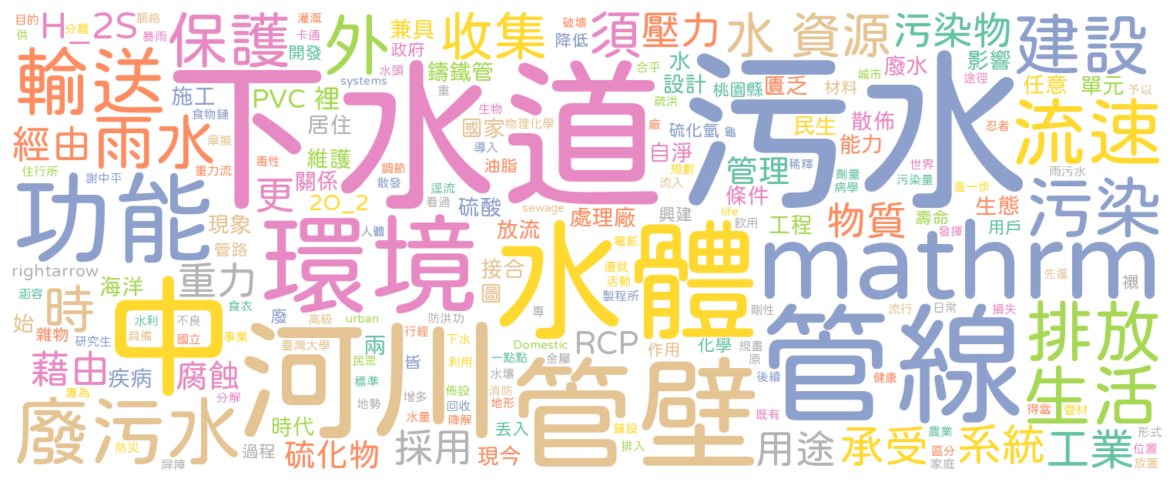 目的 H_2S 脈絡 灌溉 保護 外 兼具 收集 破壞 須 壓力 水 資源 污染物 建設
供 分離 暴雨 卡通 開發 政府 降低 影響
輸送 下水道 systems 水頭 鑄鐵管 合乎 水 設計 污水 廢水 城市 途徑 任意 單元
施工 PVC 裡 重 疏洪 桃園縣 匱乏 材料 予以
食物鏈 居住 國家 生物 物理化學 廠 硫化氫 龜 民生 散佈 忍者 流速
經由 雨水 摩擦 維護 導入 自淨 能力
住行所 重力流 毒性 關係 調節 油脂 規劃 管理 稀釋 世界 雨污水
謝中平 更 2O_2 散發 逕流 硫酸 處理廠 流入 條件 劑量 污染量 進一步 生態 污染
功能 現象 看過 sewage 興建 life 病學 物質 壽命
管路 環境 人體 放流 電影 飲用 工程 發揮 用戶
rightarrow 重力 接合 水體 遷就 mathrm 先進 襯
海洋 食衣 圖 活動 製程所
涵容 時 中 廢 高級 urban 防洪功 專 剛性 流行 日常 損失
始 水利 不良 事業 河川 行經 下水 Domestic RCP 管線 排放
雜物 研究生 具備 國立 臺灣大學 兩 皆 利用 一點點 金屬 作用 化學 規畫 原
藉由 疾病 腐蝕 民眾 標準 佈設 水壤 管壁 後續 健康 生活
專為 分解 地勢 增多 回收 消防 既有 得當 管材
廢污水 時代 水量 降解 地形 丟入 鋪設 用途 承受 農業 系統 工業 形式
防災 屏障 過程 硫化物 採用 現今 排入 區分 家庭 位置 放置